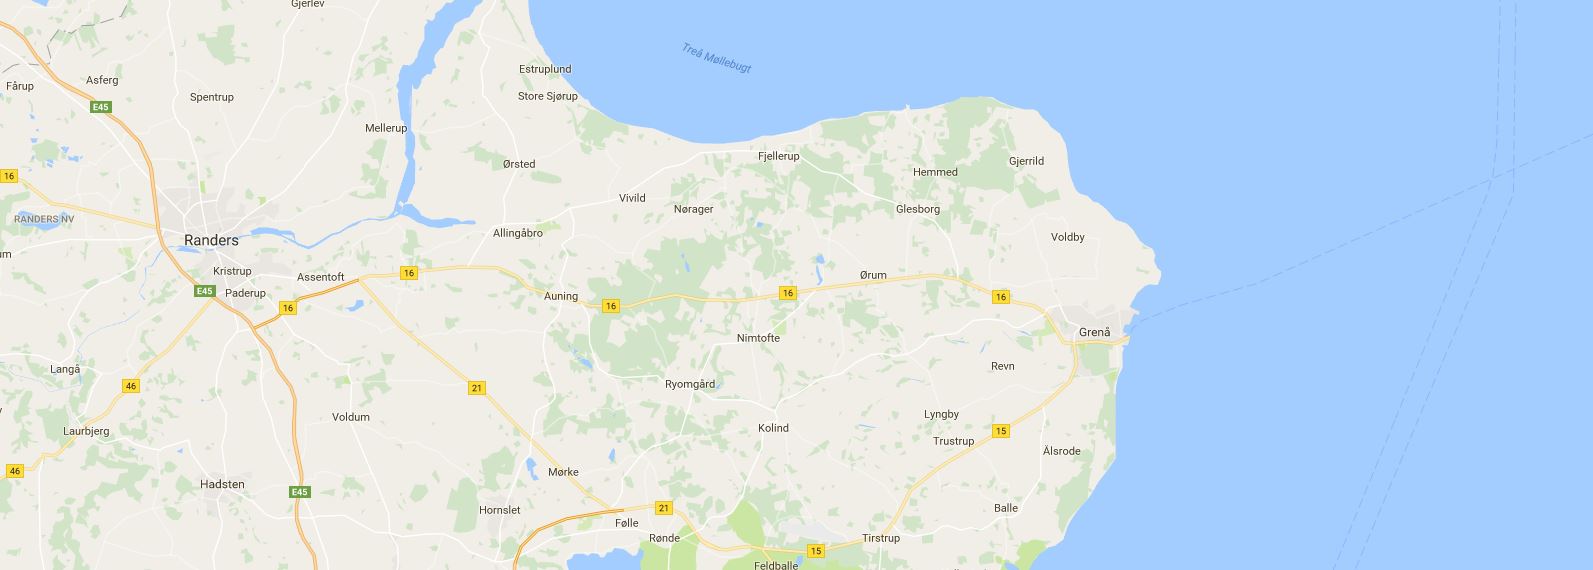 Gjerlev
Treå Møllebugt
Estruplund
Asferg
Fårup
Spentrup
Store Sjørup
E45
Mellerup
Fjellerup
Gjerrild
Ørsted
Hemmed
16
Vivild
Nørager
Glesborg
RANDERS NV
Allingåbro
Voldby
Randers
um
Kristrup
Assentoft
16
Ørum
E45
Paderup
16
Auning
16
16
16
Grenå
Nimtofte
Langå
Revn
46
21
Ryomgård
Voldum
Lyngby
Laurbjerg
Kolind
15
Trustrup
Älsrode
46
Mørke
Hadsten
E45
Hornslet
21
Balle
Følle
Rønde
Tirstrup
15
Feldballe